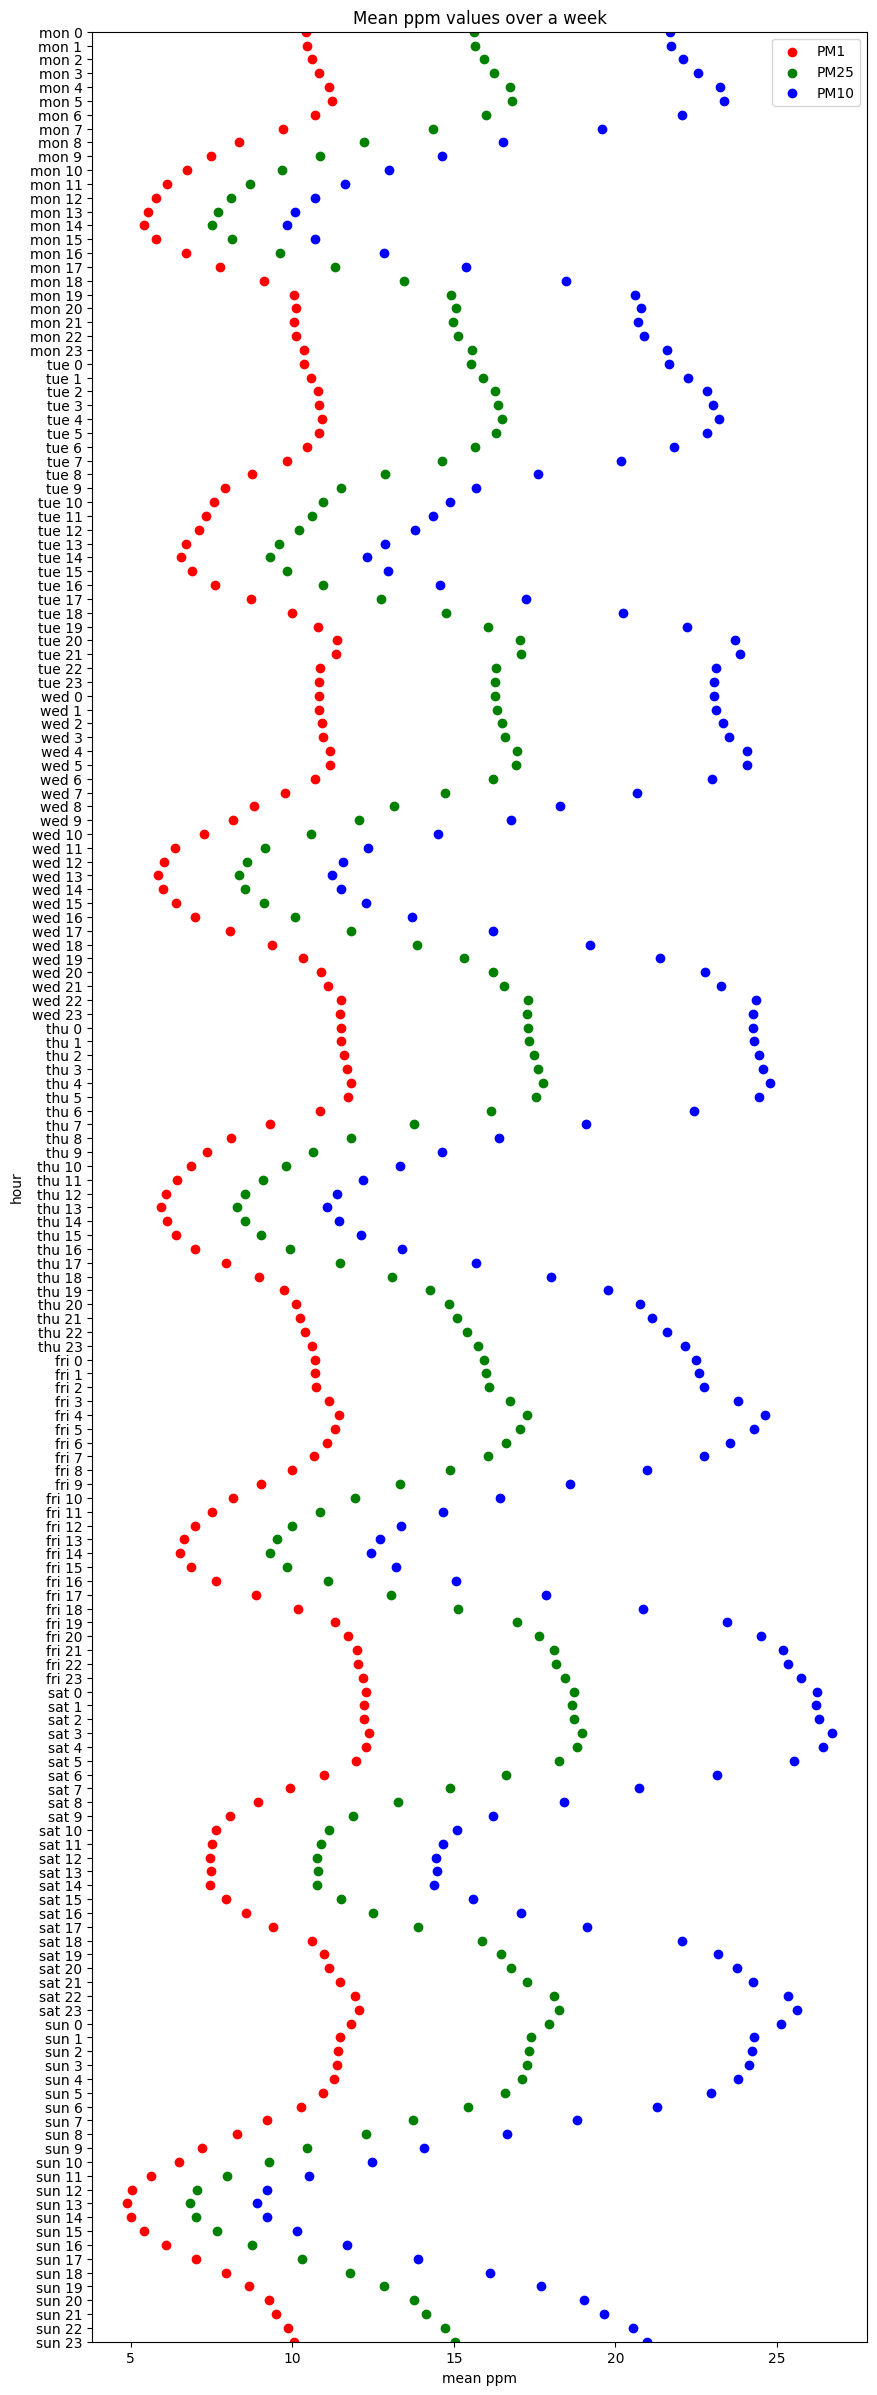 Mean ppm values over a week
PM1
PM25
PM10
mon 0
mon 1
mon 2
mon 3
mon 4
mon 5
mon 6
mon 7
mon 8
mon 9
mon 10
mon 11
mon 12
mon 13
mon 14
mon 15
mon 16
mon 17
mon 18
mon 19
mon 20
mon 21
mon 22
mon 23
tue 0
tue 1
tue 2
tue 3
tue 4
tue 5
tue 6
tue 7
tue 8
tue 9
tue 10
tue 11
tue 12
tue 13
tue 14
tue 15
tue 16
tue 17
tue 18
tue 19
tue 20
tue 21
tue 22
tue 23
wed 0
wed 1
wed 2
wed 3
wed 4
wed 5
wed 6
wed 7
wed 8
wed 9
wed 10
wed 11
wed 12
wed 13
wed 14
wed 15
wed 16
wed 17
wed 18
wed 19
wed 20
wed 21
wed 22
wed 23
thu 0
thu 1
thu 2
thu 3
thu 4
thu 5
thu 6
thu 7
thu 8
thu 9
thu 10
thu 11
thu 12
thu 13
thu 14
thu 15
thu 16
thu 17
thu 18
thu 19
thu 20
thu 21
thu 22
thu 23
fri 0
fri 1
fri 2
fri 3
fri 4
fri 5
fri 6
fri 7
fri 8
fri 9
fri 10
fri 11
fri 12
fri 13
fri 14
fri 15
fri 16
fri 17
fri 18
fri 19
fri 20
fri 21
fri 22
fri 23
sat 0
sat 1
sat 2
sat 3
sat 4
sat 5
sat 6
sat 7
sat 8
sat 9
sat 10
sat 11
sat 12
sat 13
sat 14
sat 15
sat 16
sat 17
sat 18
sat 19
sat 20
sat 21
sat 22
sat 23
sun 0
sun 1
sun 2
sun 3
sun 4
sun 5
sun 6
sun 7
sun 8
sun 9
sun 10
sun 11
sun 12
sun 13
sun 14
sun 15
sun 16
sun 17
sun 18
sun 19
sun 20
sun 21
sun 22
sun 23
hour
5 10 15 20 25
mean ppm